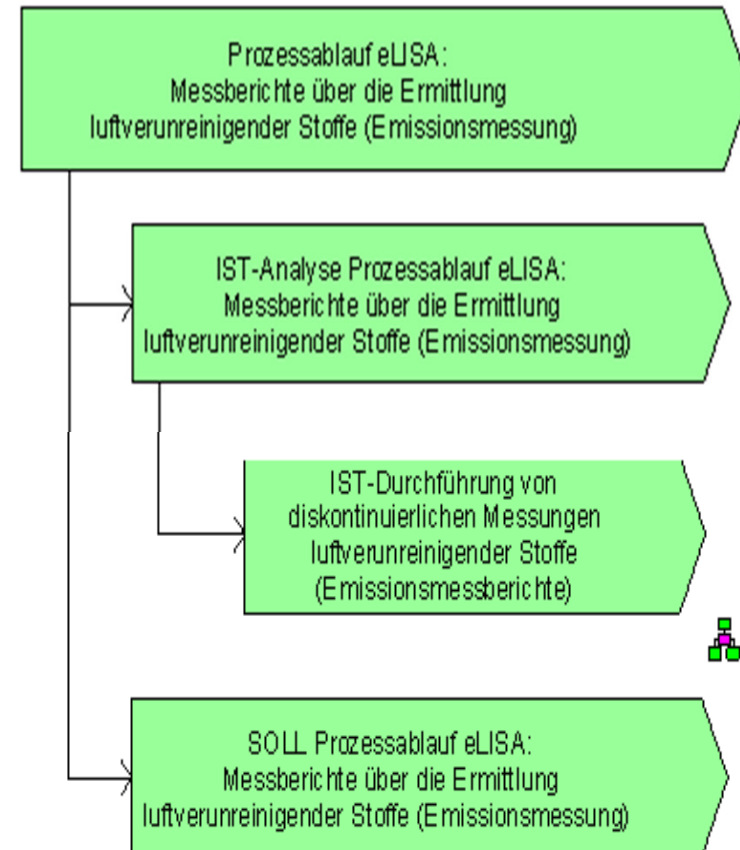 Prozessablauf eLISA:
Messberichte über die Ermittlung
luftverunreinigender Stoffe (Emissionsmessung)
IST-Analyse Prozessablauf eLISA:
Messberichte über die Ermittlung
luftverunreinigender Stoffe (Emissionsmessung)
IST-Durchführung von
diskontinuierlichen Messungen
luftverunreinigender Stoffe
(Emissionsmessberichte)
SOLL Prozessablauf eLISA:
Messberichte über die Ermittlung
luftverunreinigender Stoffe (Emissionsmessung)